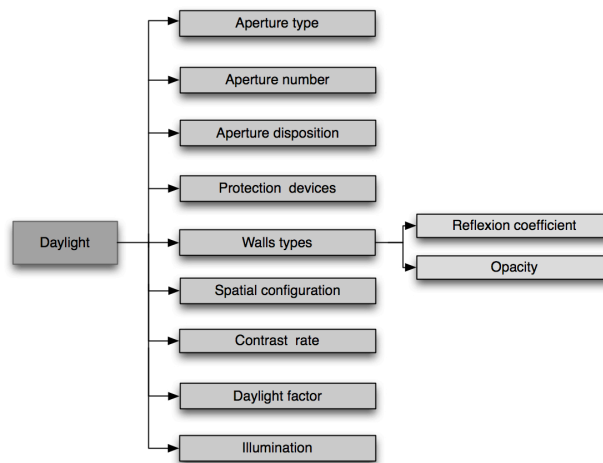 Aperture type
Aperture number
Aperture disposition
Protection devices
Daylight
Walls types
Reflexion coefficient
Opacity
Spatial configuration
Contrast rate
Daylight factor
Illumination